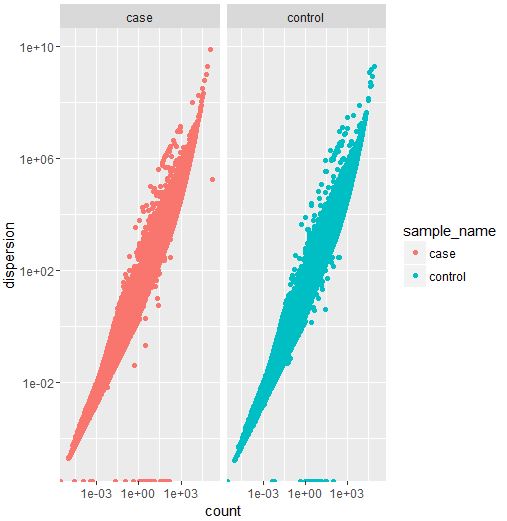 case
control
1e+10
1e+06
1e+02
1e-02
dispersion
1e-03
1e+00
1e+03
1e-03
1e+00
1e+03
count
sample_name
case
control